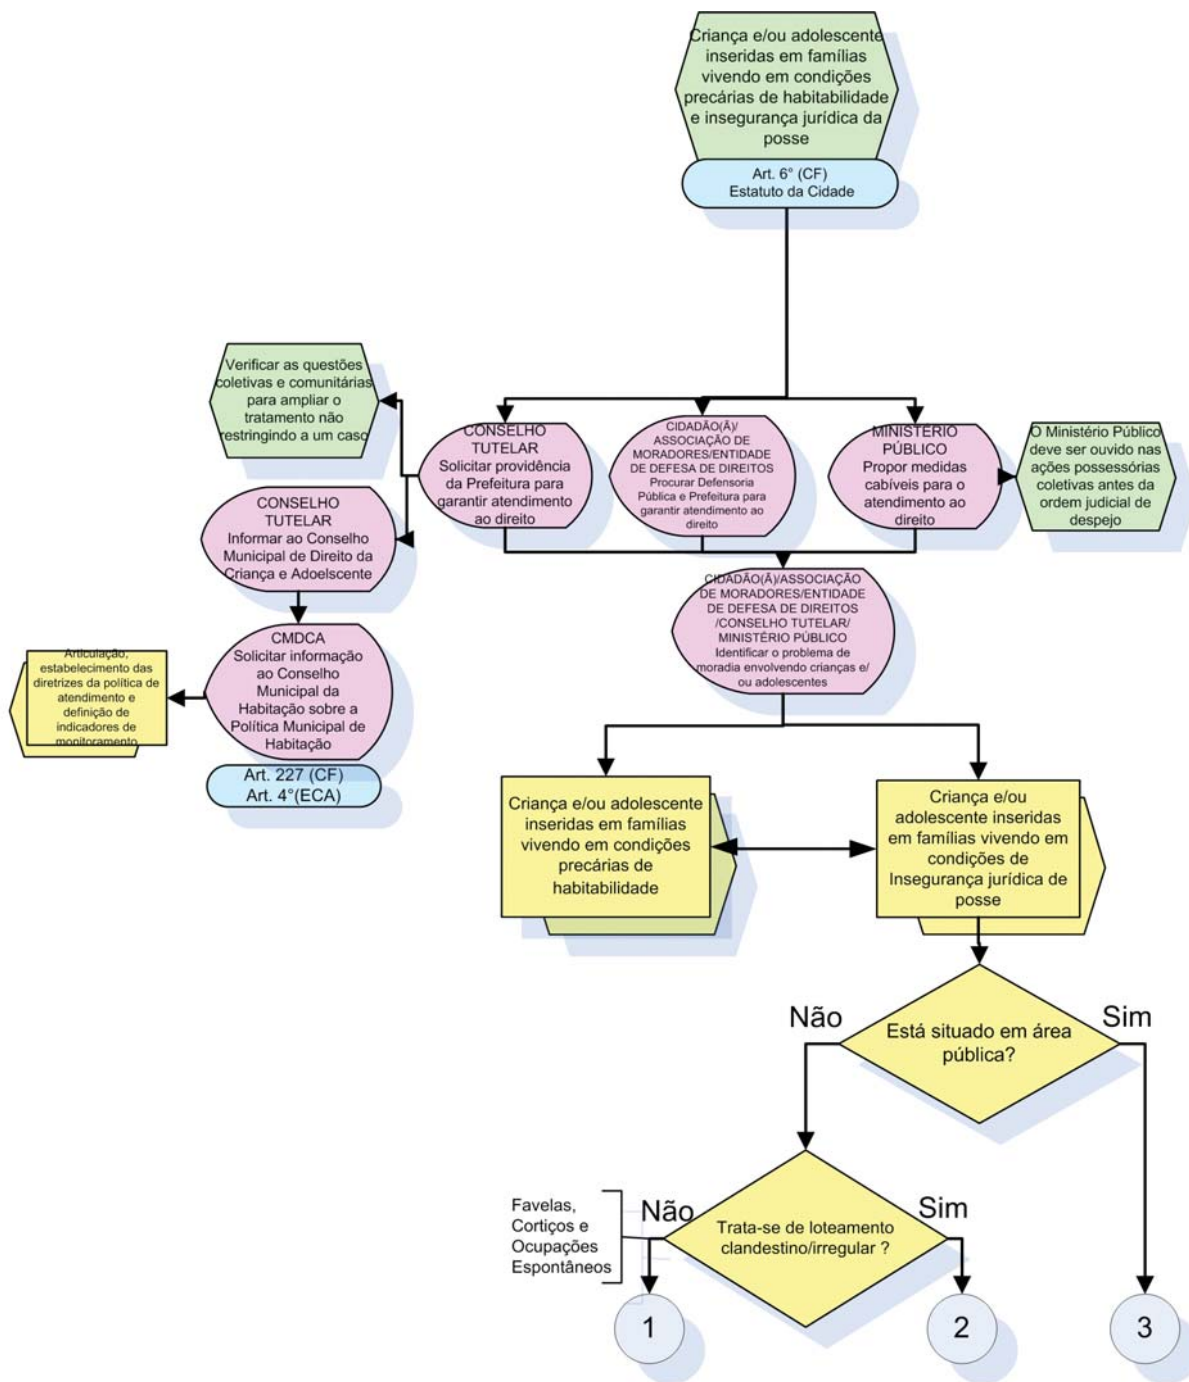 Criança e/ou adolescente
inseridas em famílias
vivendo em condições
precárias de habitabilidade
e insegurança jurídica da
posse
Art. 6° (CF)
Estatuto da Cidade
Verificar as questões
coletivas e comunitárias
para ampliar o
tratamento não
restringindo a um caso
CONSELHO
TUTELAR
Solicitar providência
da Prefeitura para
garantir atendimento
ao direito
CIDADÃO(Ã)/
ASSOCIAÇÃO DE
MORADORES/ENTIDADE
DE DEFESA DE DIREITOS
Procurar Defensoria
Pública e Prefeitura para
garantir atendimento ao
direito
MINISTÉRIO
PÚBLICO
Propor medidas
cabíveis para o
atendimento ao
direito
O Ministério Público
deve ser ouvido nas
ações possessórias
coletivas antes da
ordem judicial de
despejo
CONSELHO
TUTELAR
Informar ao Conselho
Municipal de Direito da
Criança e Adoelscente
CIDADÃO(Ã)/ASSOCIAÇÃO
DE MORADORES/ENTIDADE
DE DEFESA DE DIREITOS
/CONSELHO TUTELAR/
MINISTÉRIO PÚBLICO
Identificar o problema de
moradia envolvendo crianças e/
ou adolescentes
CMDCA
Solicitar informação
ao Conselho
Municipal da
Habitação sobre a
Política Municipal de
Habitação
Articulação,
estabelecimento das
diretrizes da política de
atendimento e
definição de
indicadores de
monitoramento
Art. 227 (CF)
Art. 4°(ECA)
Criança e/ou adolescente
inseridas em famílias
vivendo em condições
precárias de
habitabilidade
Criança e/ou
adolescente inseridas
em famílias vivendo em
condições de
Insegurança jurídica de
posse
Não
Sim
Está situado em área
pública?
Favelas,
Cortiços e
Ocupações
Espontâneos
Não
Sim
Trata-se de loteamento
clandestino/irregular ?
1
2
3